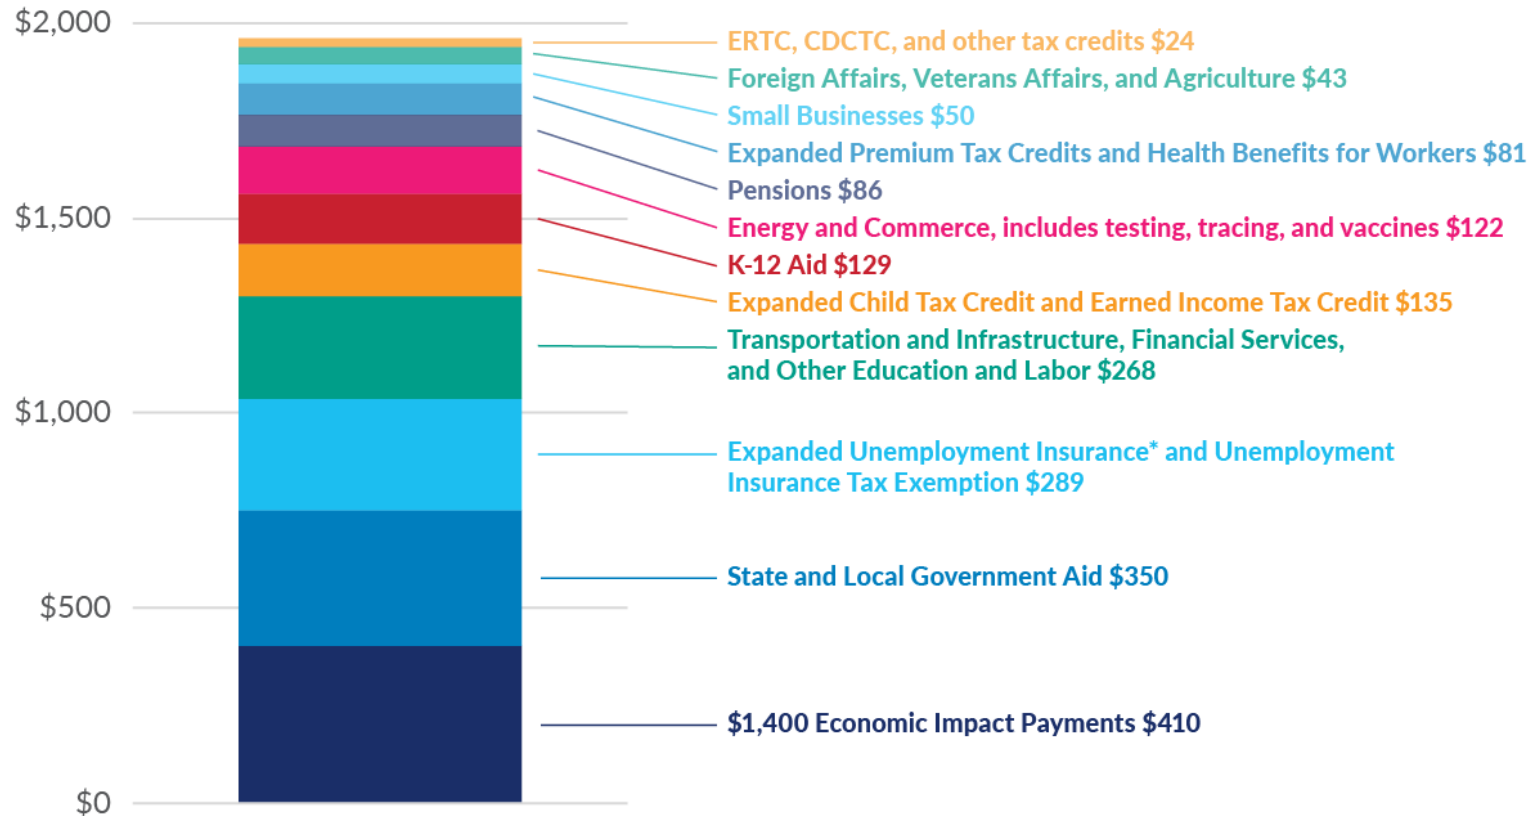 $2,000
$1,500
$1,000
$500
$0
ERTC, CDCTC, and other tax credits $24
Foreign Affairs, Veterans Affairs, and Agriculture $43
Small Businesses $50
Expanded Premium Tax Credits and Health Benefits for Workers $81
Pensions $86
Energy and Commerce, includes testing, tracing, and vaccines $122
K-12 Aid $129
Expanded Child Tax Credit and Earned Income Tax Credit $135
Transportation and Infrastructure, Financial Services,
and Other Education and Labor $268
Expanded Unemployment Insurance* and Unemployment
Insurance Tax Exemption $289
State and Local Government Aid $350
$1,400 Economic Impact Payments $410